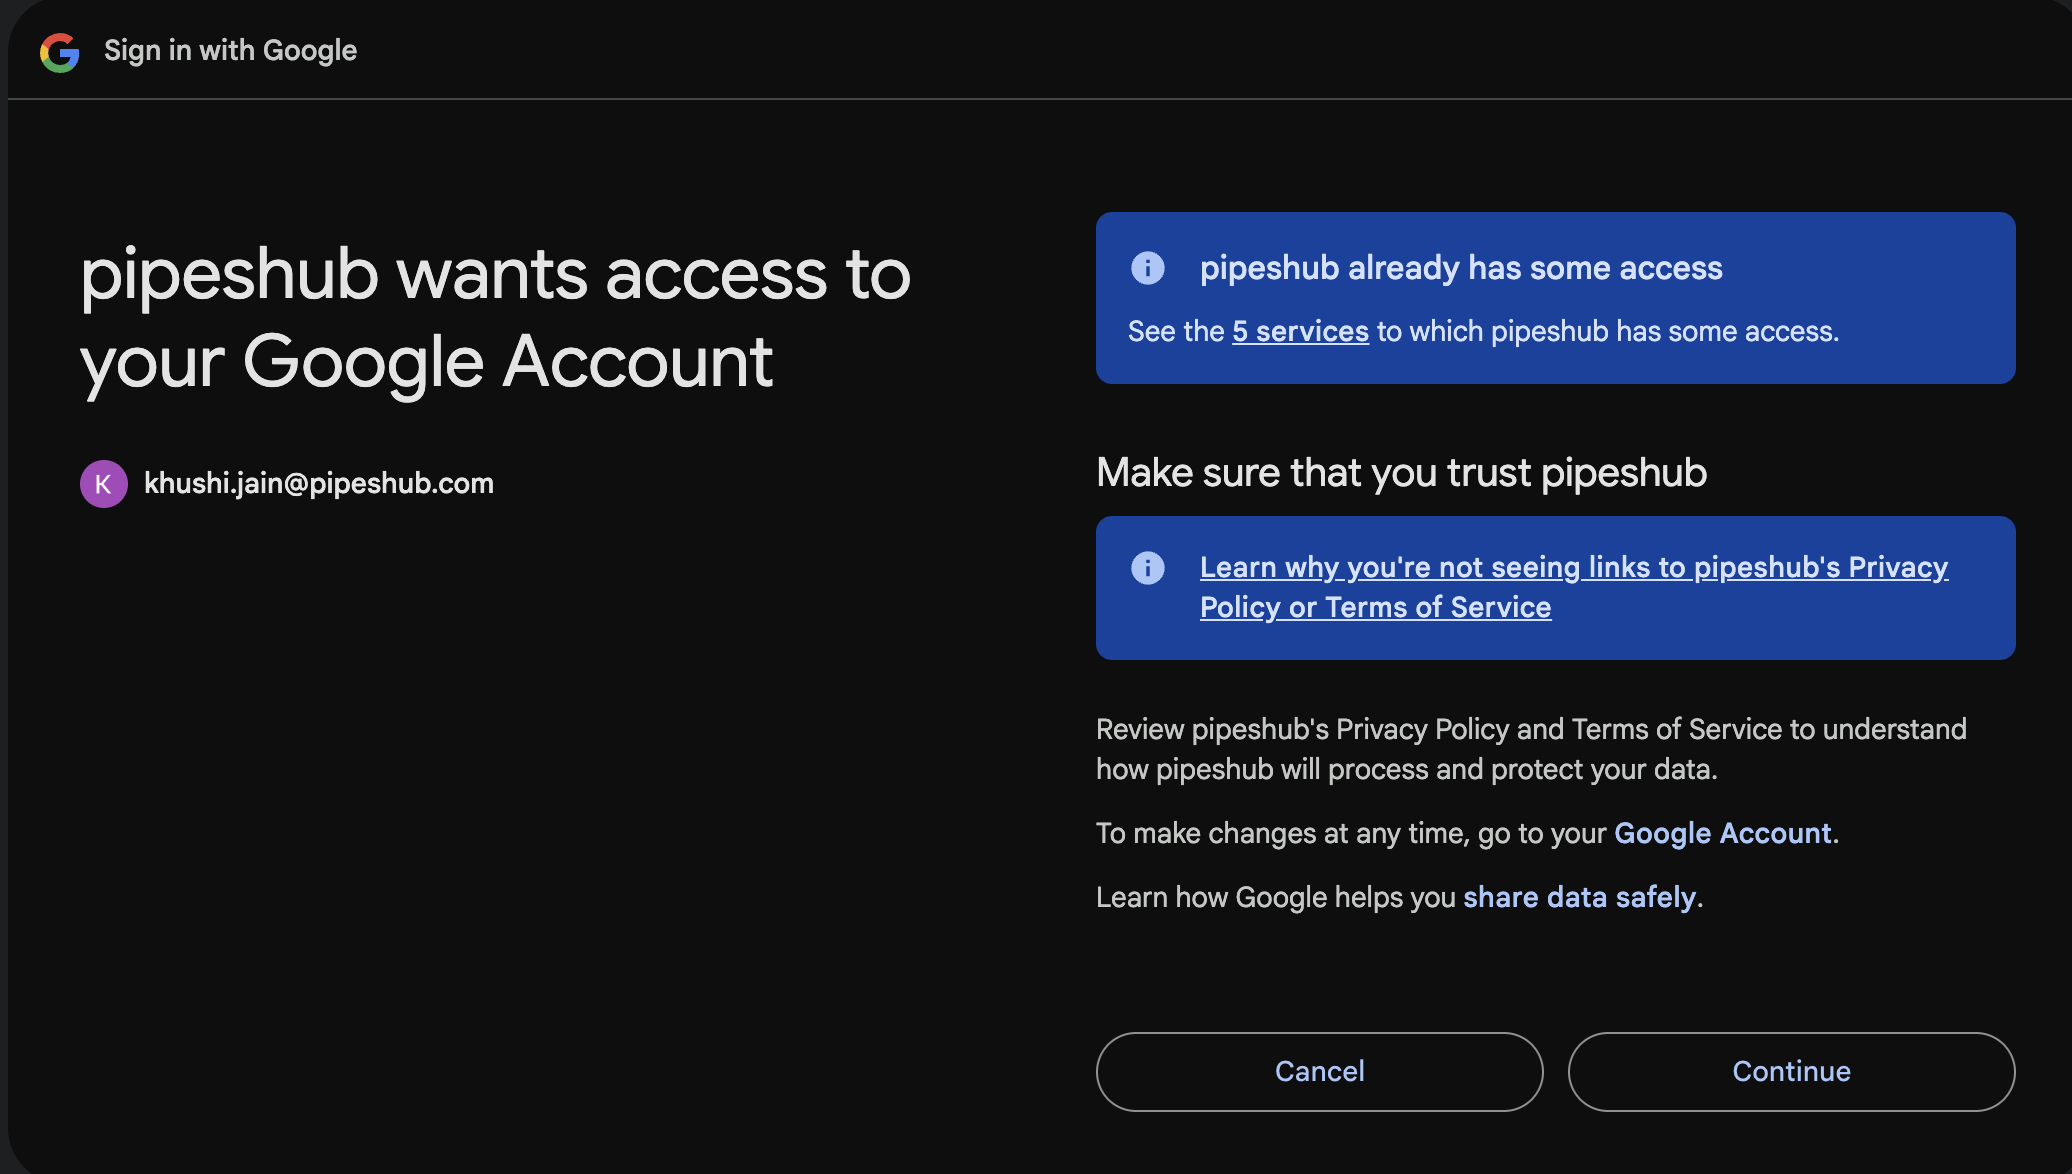 Sign in with Google
pipeshub wants access to
your Google Account
K khushi.jain@pipeshub.com
pipeshub already has some access
See the 5 services to which pipeshub has some access.
Make sure that you trust pipeshub
Learn why you're not seeing links to pipeshub's Privacy
Policy or Terms of Service
Review pipeshub's Privacy Policy and Terms of Service to understand
how pipeshub will process and protect your data.
To make changes at any time, go to your Google Account.
Learn how Google helps you share data safely.
Cancel Continue